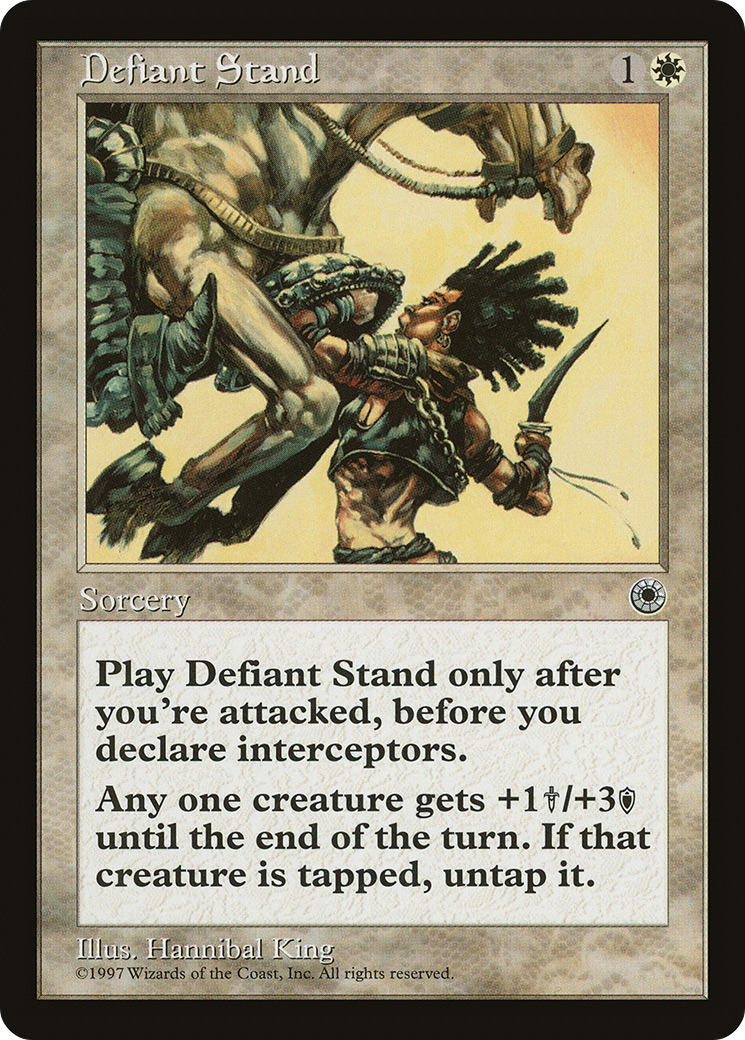 Defiant Stand 1
Sorcery
Play Defiant Stand only after
you're attacked, before you
declare interceptors.
Any one creature gets +1/+3
until the end of the turn. If that
creature is tapped, untap it.
Illus. Hannibal King
©1997 Wizards of the Coast, Inc. All rights reserved.